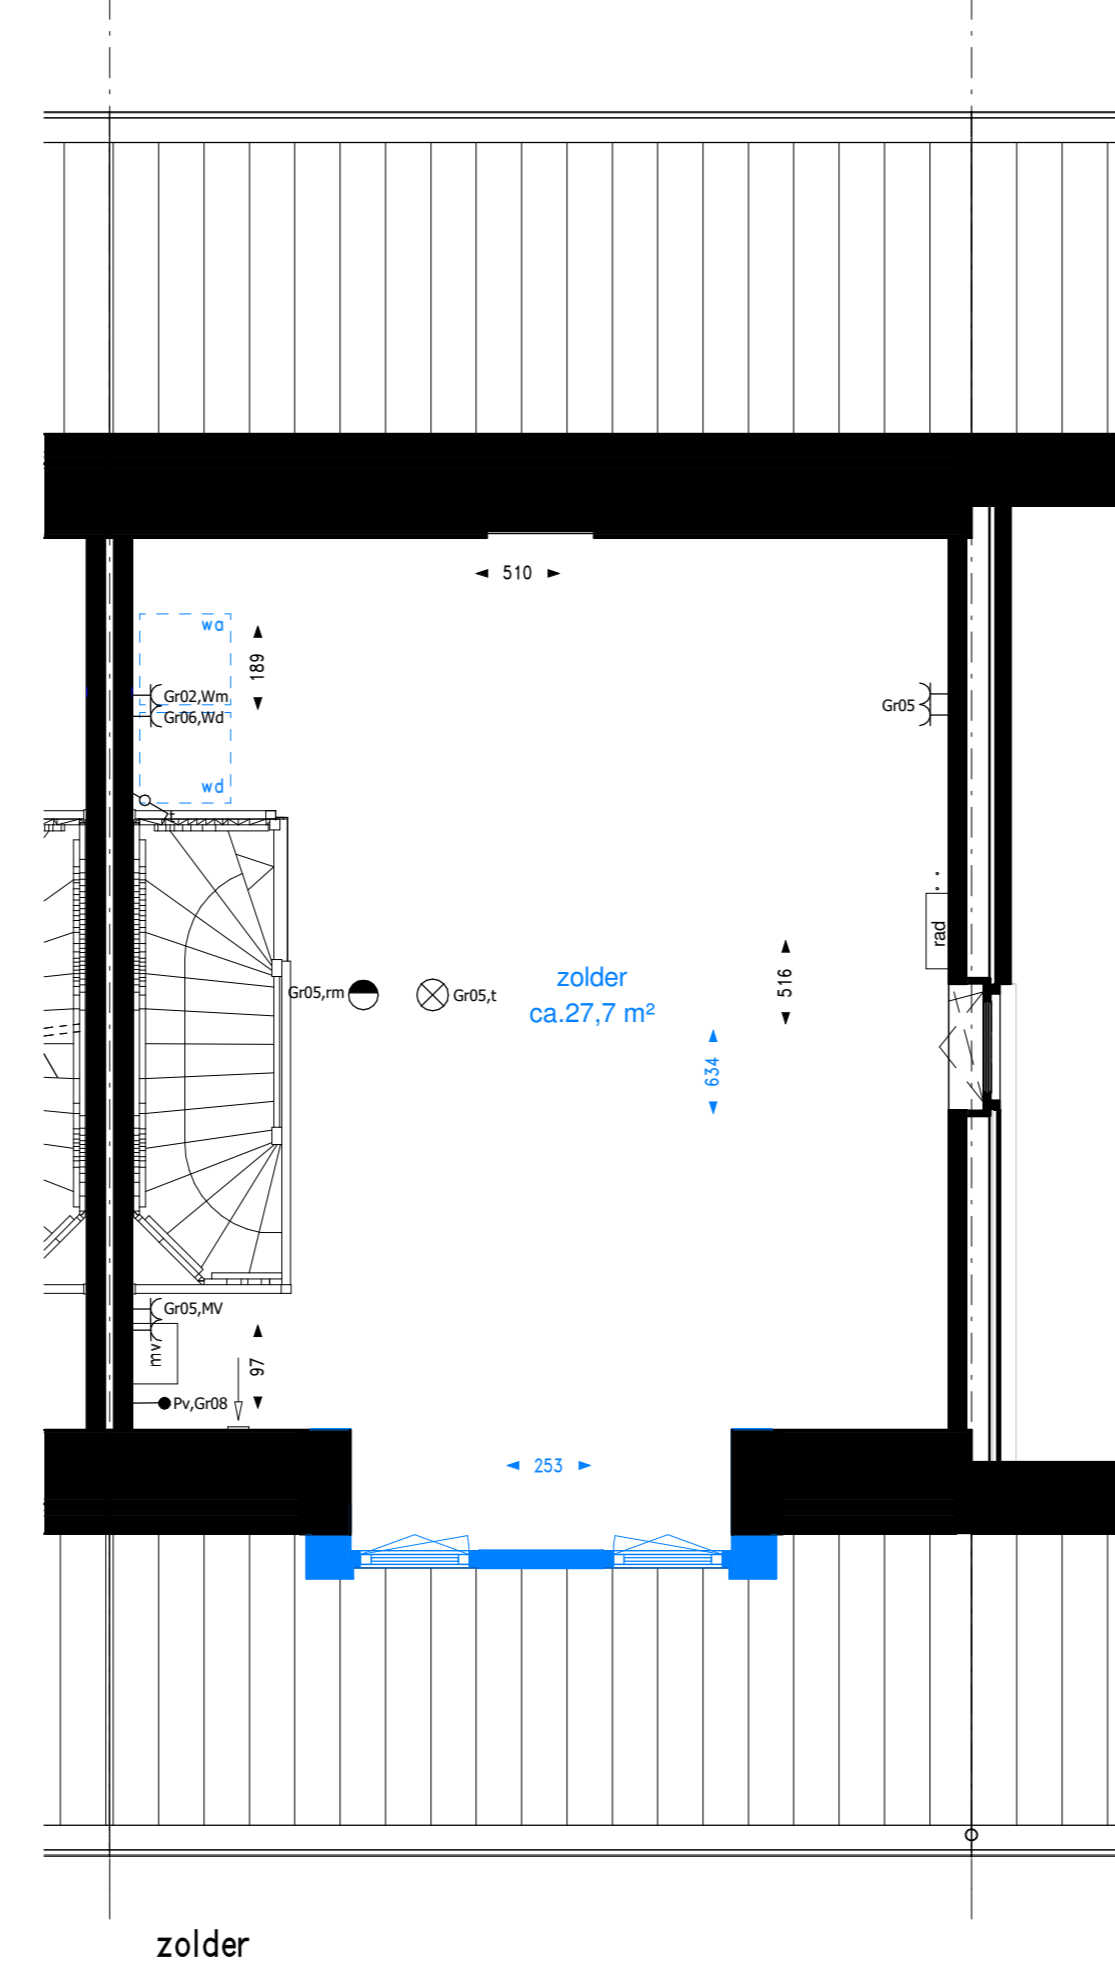 510
wa
189
Gr02,Wm
Gr06,Wd
Gr05
wd
t
rad
zolder
ca.27,7 m²
516
Gr05,rm
Gr05,t
634
Gr05,MV
mv
97
Pv,Gr08
253
zolder